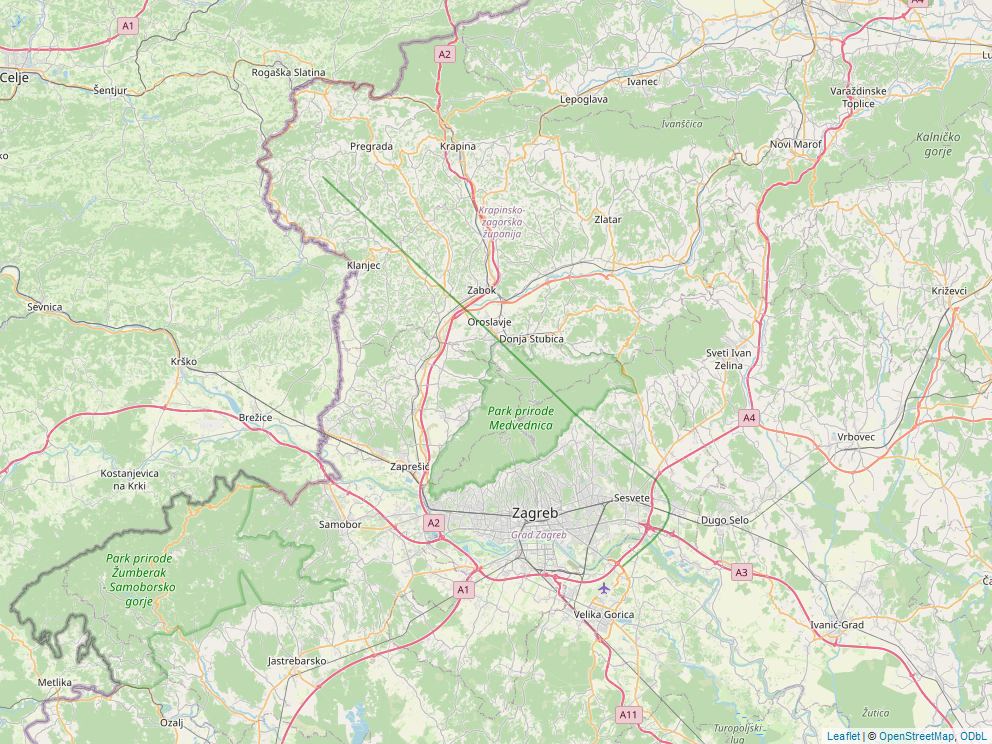 A4
A1
A2
Celje
Rogaška Slatina
Šentjur
Ivanec
Lepoglava
Varaždinske
Toplice
Ivanščica
Kalničko
gorje
Pregrada
Krapina
Novi Marof
Krapinsko-
zagorska
županija
Zlatar
Klanjec
Zabok
Križevci
Sevnica
Oroslavje
Donja Stubica
Sveti Ivan
Zelina
Krško
Brežice
Park prirode
Medvednica
A4
Vrbovec
Kostanjevica
na Krki
Zaprešić
Sesvete
Zagreb
Grad Zagreb
Samobor
A2
Dugo Selo
Park prirode
Žumberak
- Samoborsko
gorje
A1
A3
Velika Gorica
Ivanić-Grad
Jastrebarsko
Metlika
Ozalj
A11
Žutica
Turopoljski
lug
Leaflet | © OpenStreetMap, ODbL